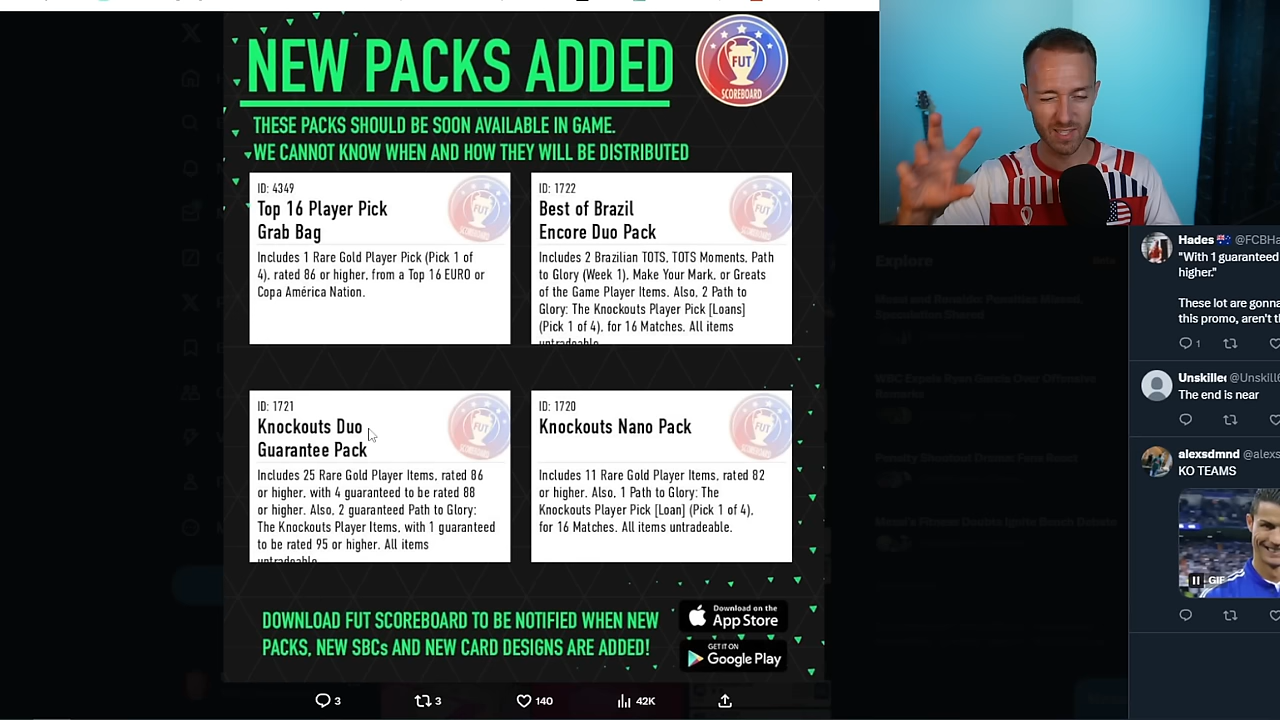 NEW PACKS ADDED
FUT
SCOREBOARD
THESE PACKS SHOULD BE SOON AVAILABLE IN GAME.
WE CANNOT KNOW WHEN AND HOW THEY WILL BE DISTRIBUTED
ID: 4349
Top 16 Player Pick
Grab Bag
FUT
Includes 1 Rare Gold Player Pick (Pick 1 of
4), rated 86 or higher, from a Top 16 EURO or
Copa América Nation.
ID: 1722
Best of Brazil
Encore Duo Pack
FUT
Includes 2 Brazilian TOTS, TOTS Moments, Path
to Glory (Week 1), Make Your Mark, or Greats
of the Game Player Items. Also, 2 Path to
Glory: The Knockouts Player Pick [Loans]
(Pick 1 of 4), for 16 Matches. All items
untradeable
ID: 1721
Knockouts Duo
Guarantee Pack
FUT
Includes 25 Rare Gold Player Items, rated 86
or higher, with 4 guaranteed to be rated 88
or higher. Also, 2 guaranteed Path to Glory:
The Knockouts Player Items, with 1 guaranteed
to be rated 95 or higher. All items
untradeable
ID: 1720
Knockouts Nano Pack
FUT
Includes 11 Rare Gold Player Items, rated 82
or higher. Also, 1 Path to Glory: The
Knockouts Player Pick [Loan] (Pick 1 of 4),
for 16 Matches. All items untradeable.
DOWNLOAD FUT SCOREBOARD TO BE NOTIFIED WHEN NEW
PACKS, NEW SBCs AND NEW CARD DESIGNS ARE ADDED!
Download on the
App Store
GET IT ON
Google Play
3
3
140
42K
Explore
Hades @FCBHa
"With 1 guaranteed
higher."
These lot are gonna
this promo, aren't th
1
Unskille @Unskill
The end is near
alexsdmnd @alexs
KO TEAMS
GIF